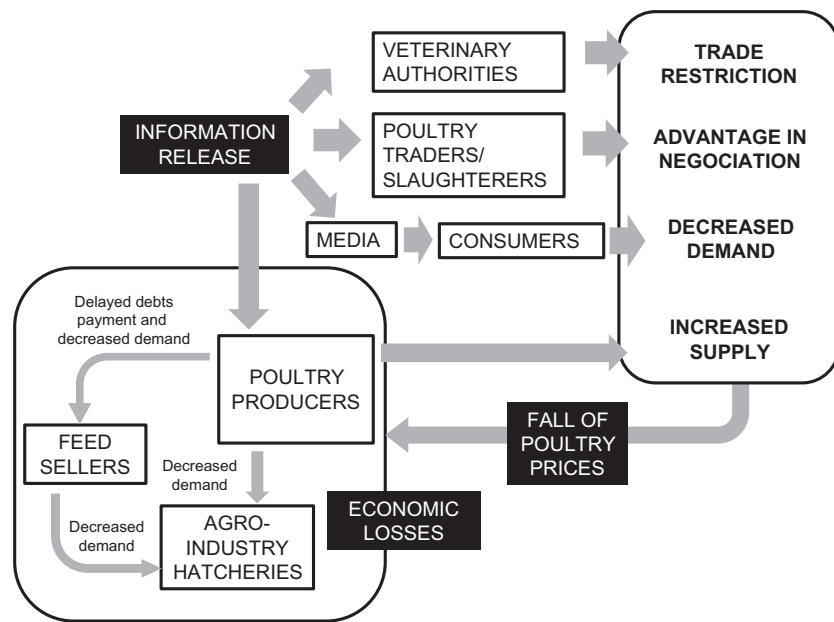 VETERINARY
AUTHORITIES
TRADE
RESTRICTION
INFORMATION
RELEASE
POULTRY
TRADERS/
SLAUGHTERERS
ADVANTAGE IN
NEGOCIATION
MEDIA
CONSUMERS
DECREASED
DEMAND
Delayed debts
payment and
decreased demand
INCREASED
SUPPLY
POULTRY
PRODUCERS
FALL OF
POULTRY
PRICES
FEED
SELLERS
Decreased
demand
ECONOMIC
LOSSES
Decreased
demand
AGRO-
INDUSTRY
HATCHERIES